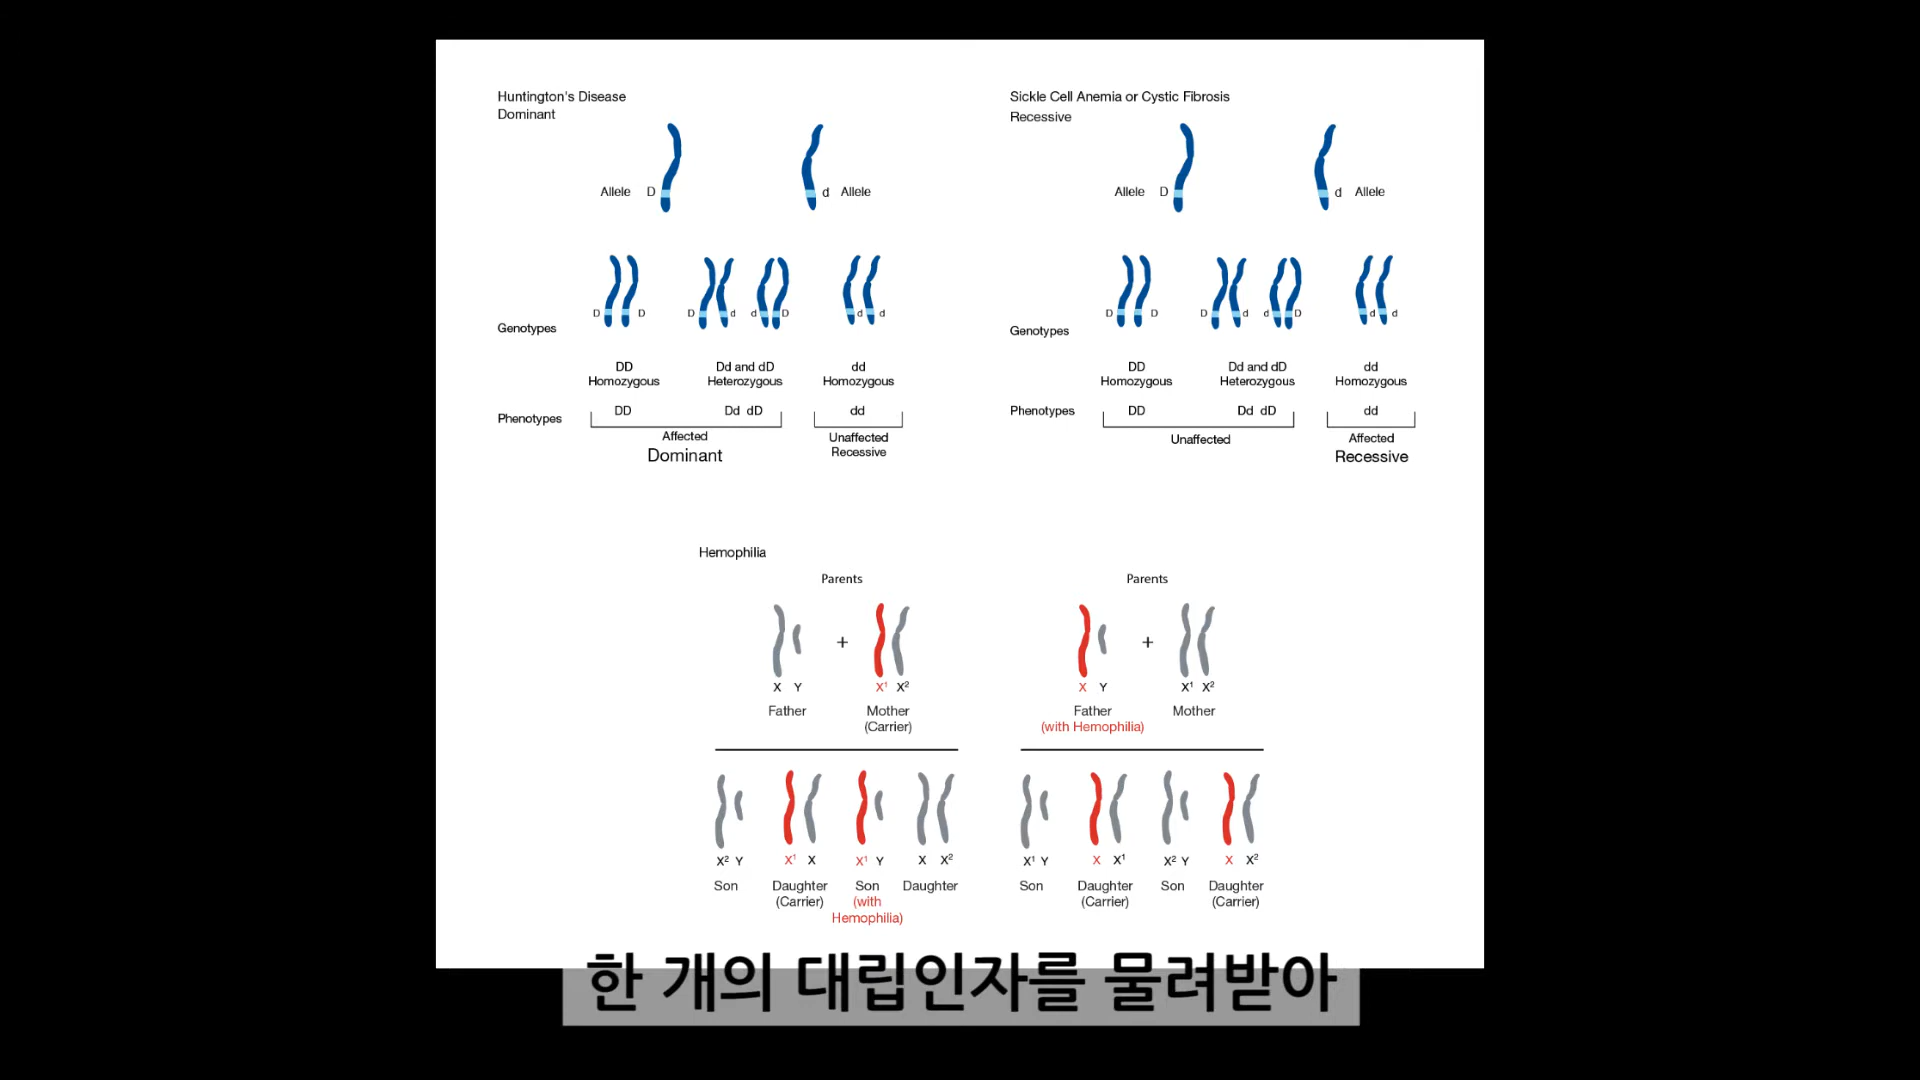 Huntington's Disease
Dominant
Allele D
d Allele
D D D d d D d d
Genotypes
DD Dd and dD dd
Homozygous Heterozygous Homozygous
Phenotypes DD Dd dD dd
Affected Unaffected
Dominant Recessive
Sickle Cell Anemia or Cystic Fibrosis
Recessive
Allele D
d Allele
D D D d d D d d
Genotypes
DD Dd and dD dd
Homozygous Heterozygous Homozygous
Phenotypes DD Dd dD dd
Unaffected Affected
Recessive
Hemophilia
Parents
+
X Y X¹ X²
Father Mother
(Carrier)
X² Y X¹ X X¹ Y X X²
Son Daughter Son Daughter
(Carrier) (with
Hemophilia)
Parents
+
X Y X¹ X²
Father Mother
(with Hemophilia)
X¹ Y X X¹ X² Y X X²
Son Daughter Son Daughter
(Carrier) (Carrier)
한 개의 대립인자를 물려받아